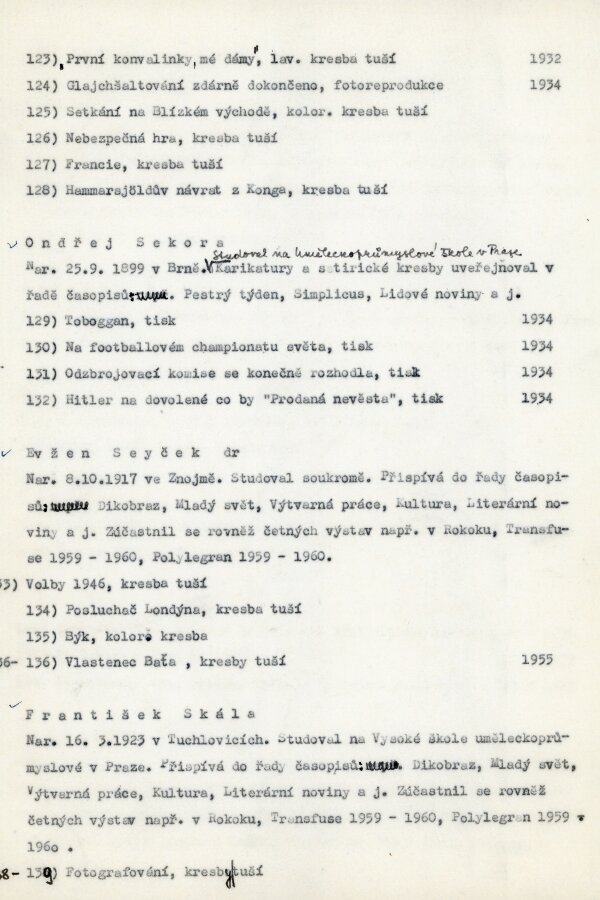 123) „První konvalinky, mé dámy", lav. kresba tuší 1932
124) Glajchšaltování zdárně dokončeno, fotoreprodukce 1934
125) Setkání na Blízkém východě, kolor. kresba tuší
126) Nebezpečná hra, kresba tuší
127) Francie, kresba tuší
128) Hammarsjöldův návrat z Konga, kresba tuší
Ondřej Sekora
Studoval na Uměleckoprůmyslové škole v Praze
Nar. 25.9. 1899 v Brně. Karikatury a satirické kresby uveřejňoval v
řadě časopisů. Pestrý týden, Simplicus, Lidové noviny a j.
129) Toboggan, tisk 1934
130) Na footballovém championatu světa, tisk 1934
131) Odzbrojovací komise se konečně rozhodla, tisk 1934
132) Hitler na dovolené co by "Prodaná nevěsta", tisk 1934
Evžen Seyček dr
Nar. 8.10.1917 ve Znojmě. Studoval soukromě. Přispívá do řady časopi-
sů: Dikobraz, Mladý svět, Výtvarná práce, Kultura, Literární no-
viny a j. Zúčastnil se rovněž četných výstav např. v Rokoku, Transfu-
se 1959 - 1960, Polylegran 1959 - 1960.
33) Volby 1946, kresba tuší
134) Posluchač Londýna, kresba tuší
135) Býk, kolor. kresba
36- 136) Vlastenec Baťa , kresby tuší 1955
František Skála
Nar. 16. 3.1923 v Tuchlovicích. Studoval na Vysoké škole uměleckoprů-
myslové v Praze. Přispívá do řady časopisů: Dikobraz, Mladý svět,
Výtvarná práce, Kultura, Literární noviny a j. Zúčastnil se rovněž
četných výstav např. v Rokoku, Transfuse 1959 - 1960, Polylegran 1959 -
196o .
38- 139) Fotografování, kresby tuší